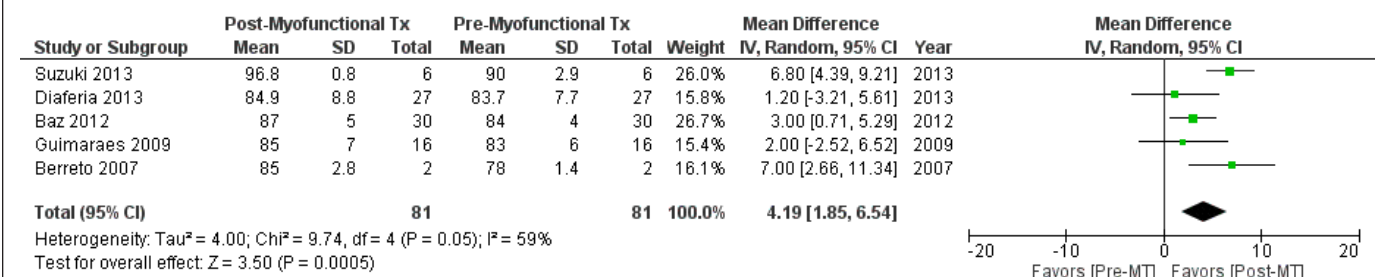 Post-Myofunctional Tx Pre-Myofunctional Tx Mean Difference Mean Difference
Study or Subgroup Mean SD Total Mean SD Total Weight IV, Random, 95% CI Year IV, Random, 95% CI
Suzuki 2013 96.8 0.8 6 90 2.9 6 26.0% 6.80 [4.39, 9.21] 2013
Diaferia 2013 84.9 8.8 27 83.7 7.7 27 15.8% 1.20 [-3.21, 5.61] 2013
Baz 2012 87 5 30 84 4 30 26.7% 3.00 [0.71, 5.29] 2012
Guimaraes 2009 85 7 16 83 6 16 15.4% 2.00 [-2.52, 6.52] 2009
Berreto 2007 85 2.8 2 78 1.4 2 16.1% 7.00 [2.66, 11.34] 2007
Total (95% CI) 81 81 100.0% 4.19 [1.85, 6.54]
Heterogeneity: Tau² = 4.00; Chi² = 9.74, df = 4 (P = 0.05); I² = 59%
Test for overall effect: Z = 3.50 (P = 0.0005)
-20 -10 0 10 20
Favors [Pre-MT] Favors [Post-MT]